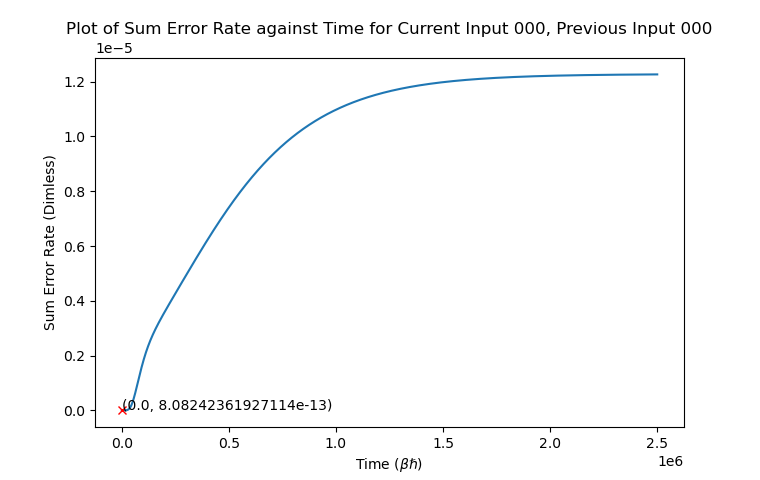 Plot of Sum Error Rate against Time for Current Input 000, Previous Input 000
1e−5
1.2
1.0
0.8
0.6
0.4
0.2
0.0
Sum Error Rate (Dimless)
(0.0, 8.08242361927114e-13)
0.0 0.5 1.0 1.5 2.0 2.5
1e6
Time (βℏ)